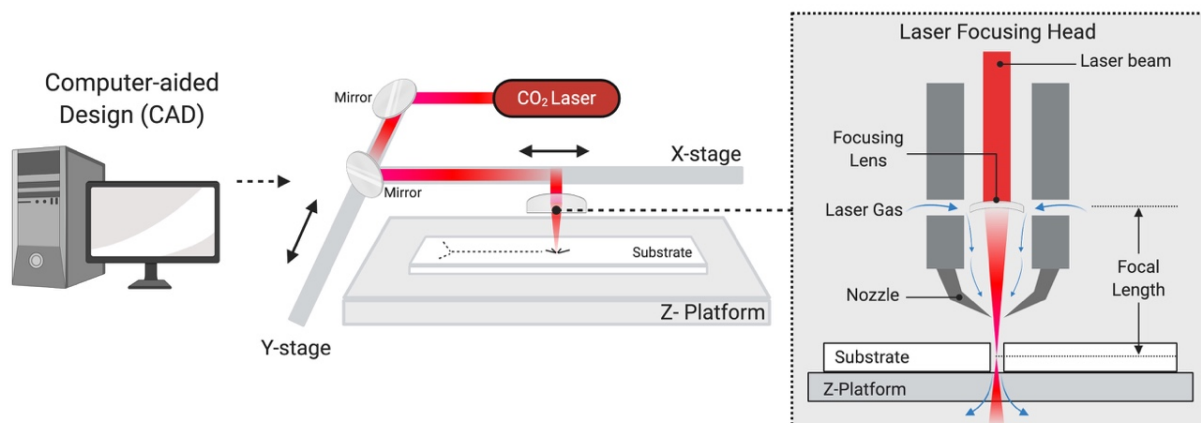 Computer-aided
Design (CAD)
Mirror
CO₂ Laser
Mirror
X-stage
Substrate
Z- Platform
Y-stage
Laser Focusing Head
Laser beam
Focusing
Lens
Laser Gas
Focal
Length
Nozzle
Substrate
Z-Platform